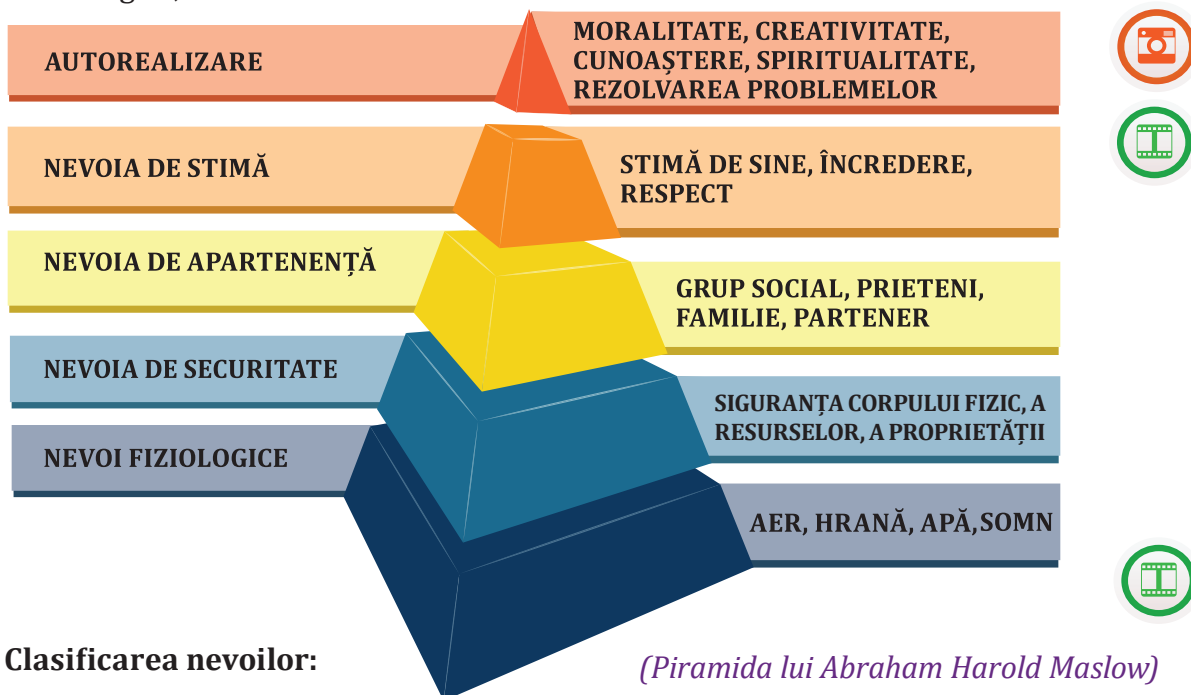 AUTOREALIZARE
MORALITATE, CREATIVITATE,
CUNOAȘTERE, SPIRITUALITATE,
REZOLVAREA PROBLEMELOR
NEVOIA DE STIMĂ
STIMĂ DE SINE, ÎNCREDERE,
RESPECT
NEVOIA DE APARTENENȚĂ
GRUP SOCIAL, PRIETENI,
FAMILIE, PARTENER
NEVOIA DE SECURITATE
SIGURANȚA CORPULUI FIZIC, A
RESURSELOR, A PROPRIETĂȚII
NEVOI FIZIOLOGICE
AER, HRANĂ, APĂ, SOMN
Clasificarea nevoilor:
(Piramida lui Abraham Harold Maslow)